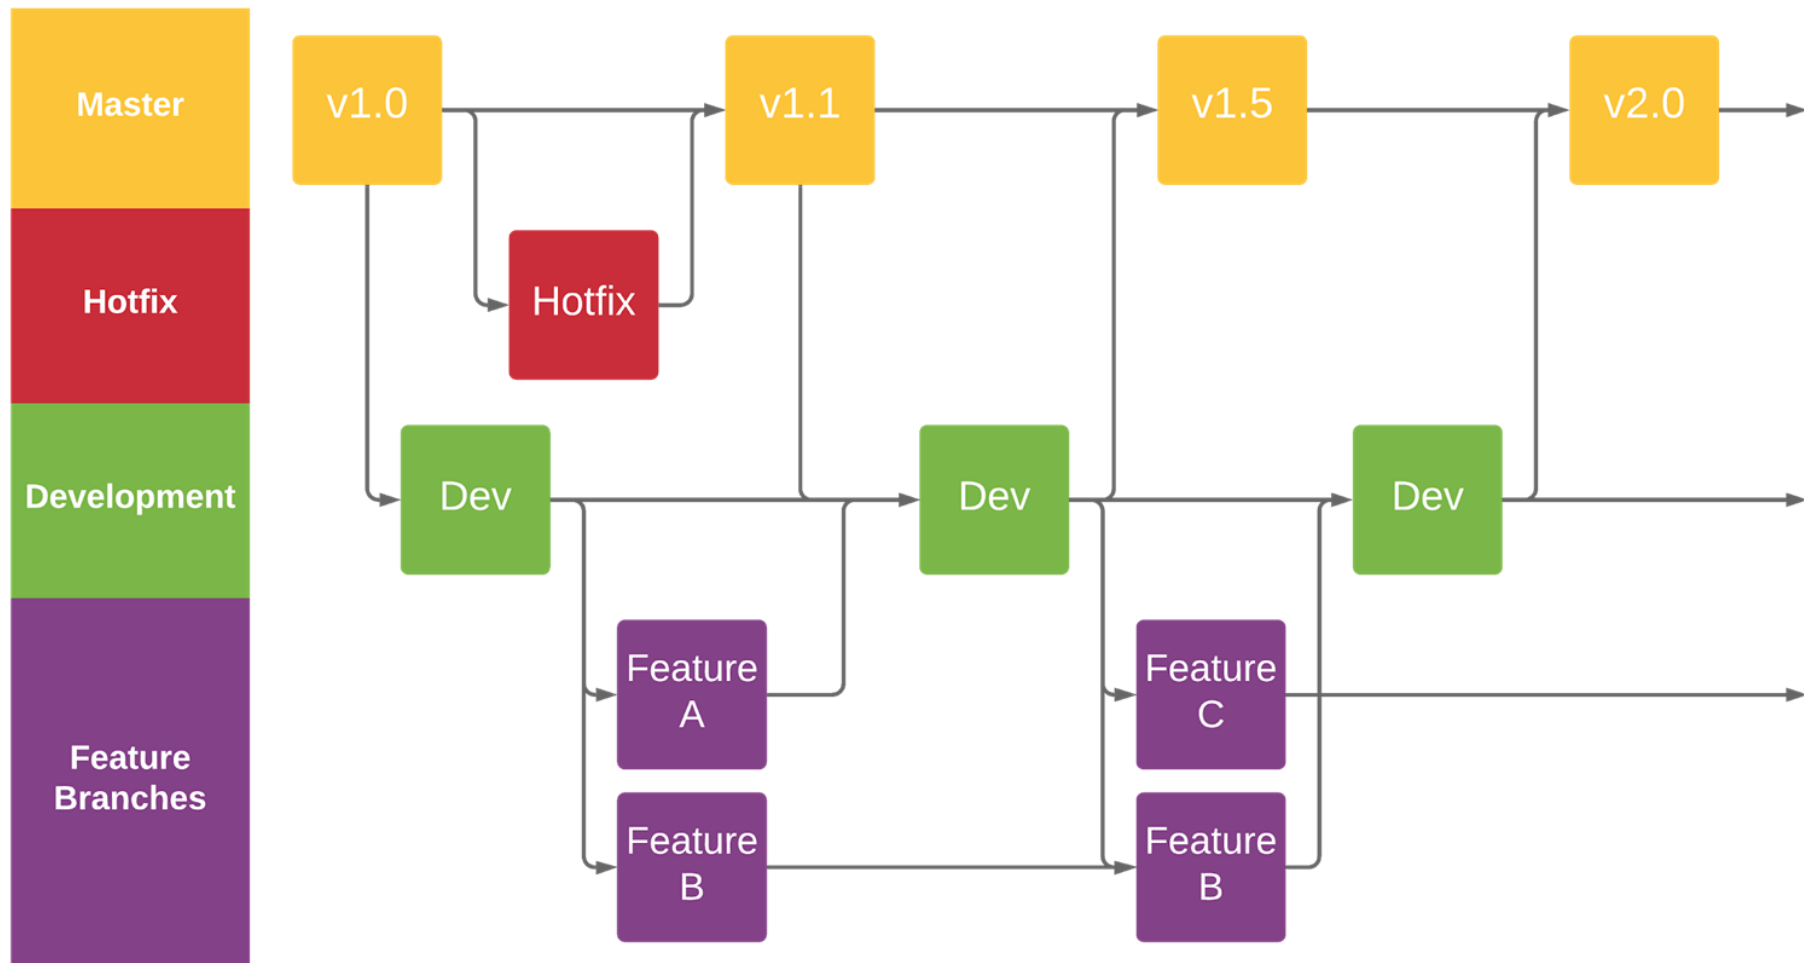 Master
v1.0
v1.1
v1.5
v2.0
Hotfix
Hotfix
Development
Dev
Dev
Dev
Feature
Branches
Feature
A
Feature
C
Feature
B
Feature
B